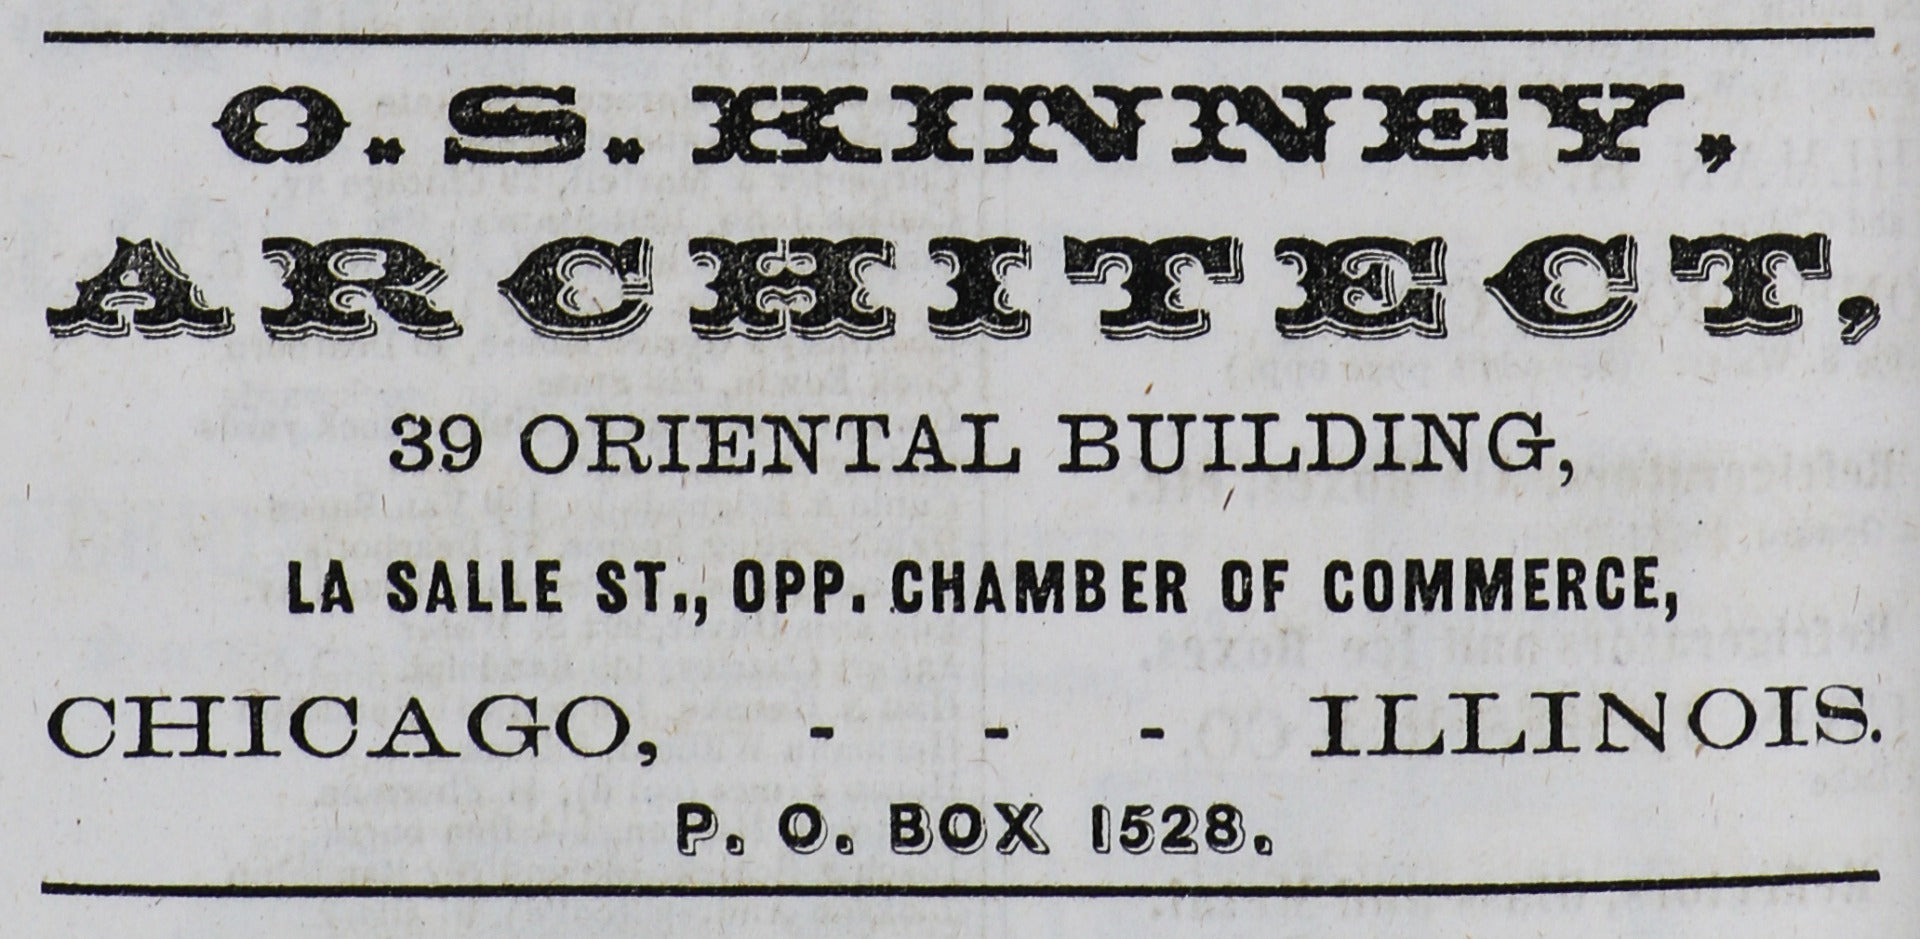 O. S. KINNEY,
ARCHITECT,
39 ORIENTAL BUILDING,
LA SALLE ST., OPP. CHAMBER OF COMMERCE,
CHICAGO, - - - ILLINOIS.
P. O. BOX 1528.